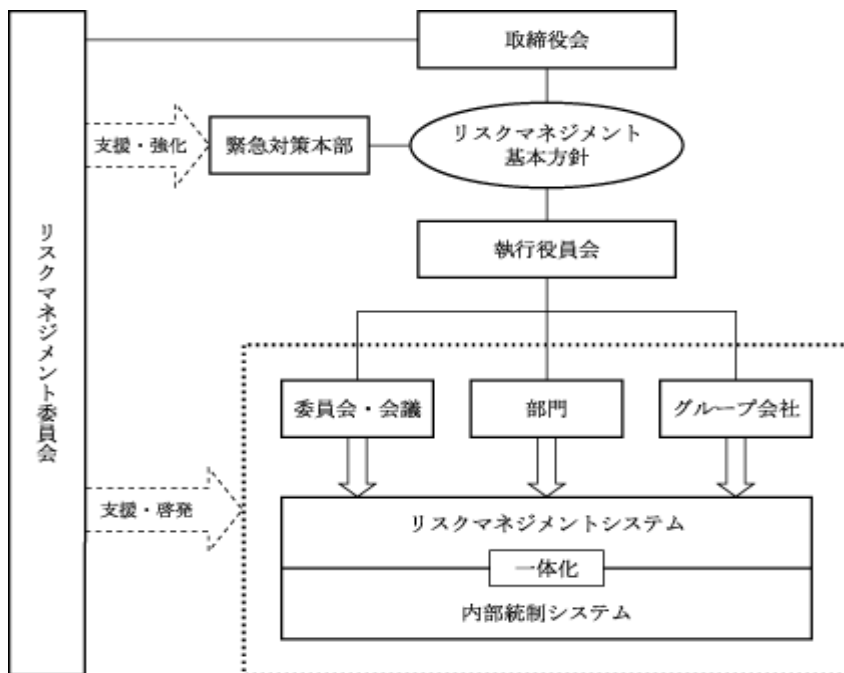 取締役会
支援・強化
緊急対策本部
リスクマネジメント
基本方針
執行役員会
リスクマネジメント委員会
委員会・会議
部門
グループ会社
支援・啓発
リスクマネジメントシステム
一体化
内部統制システム